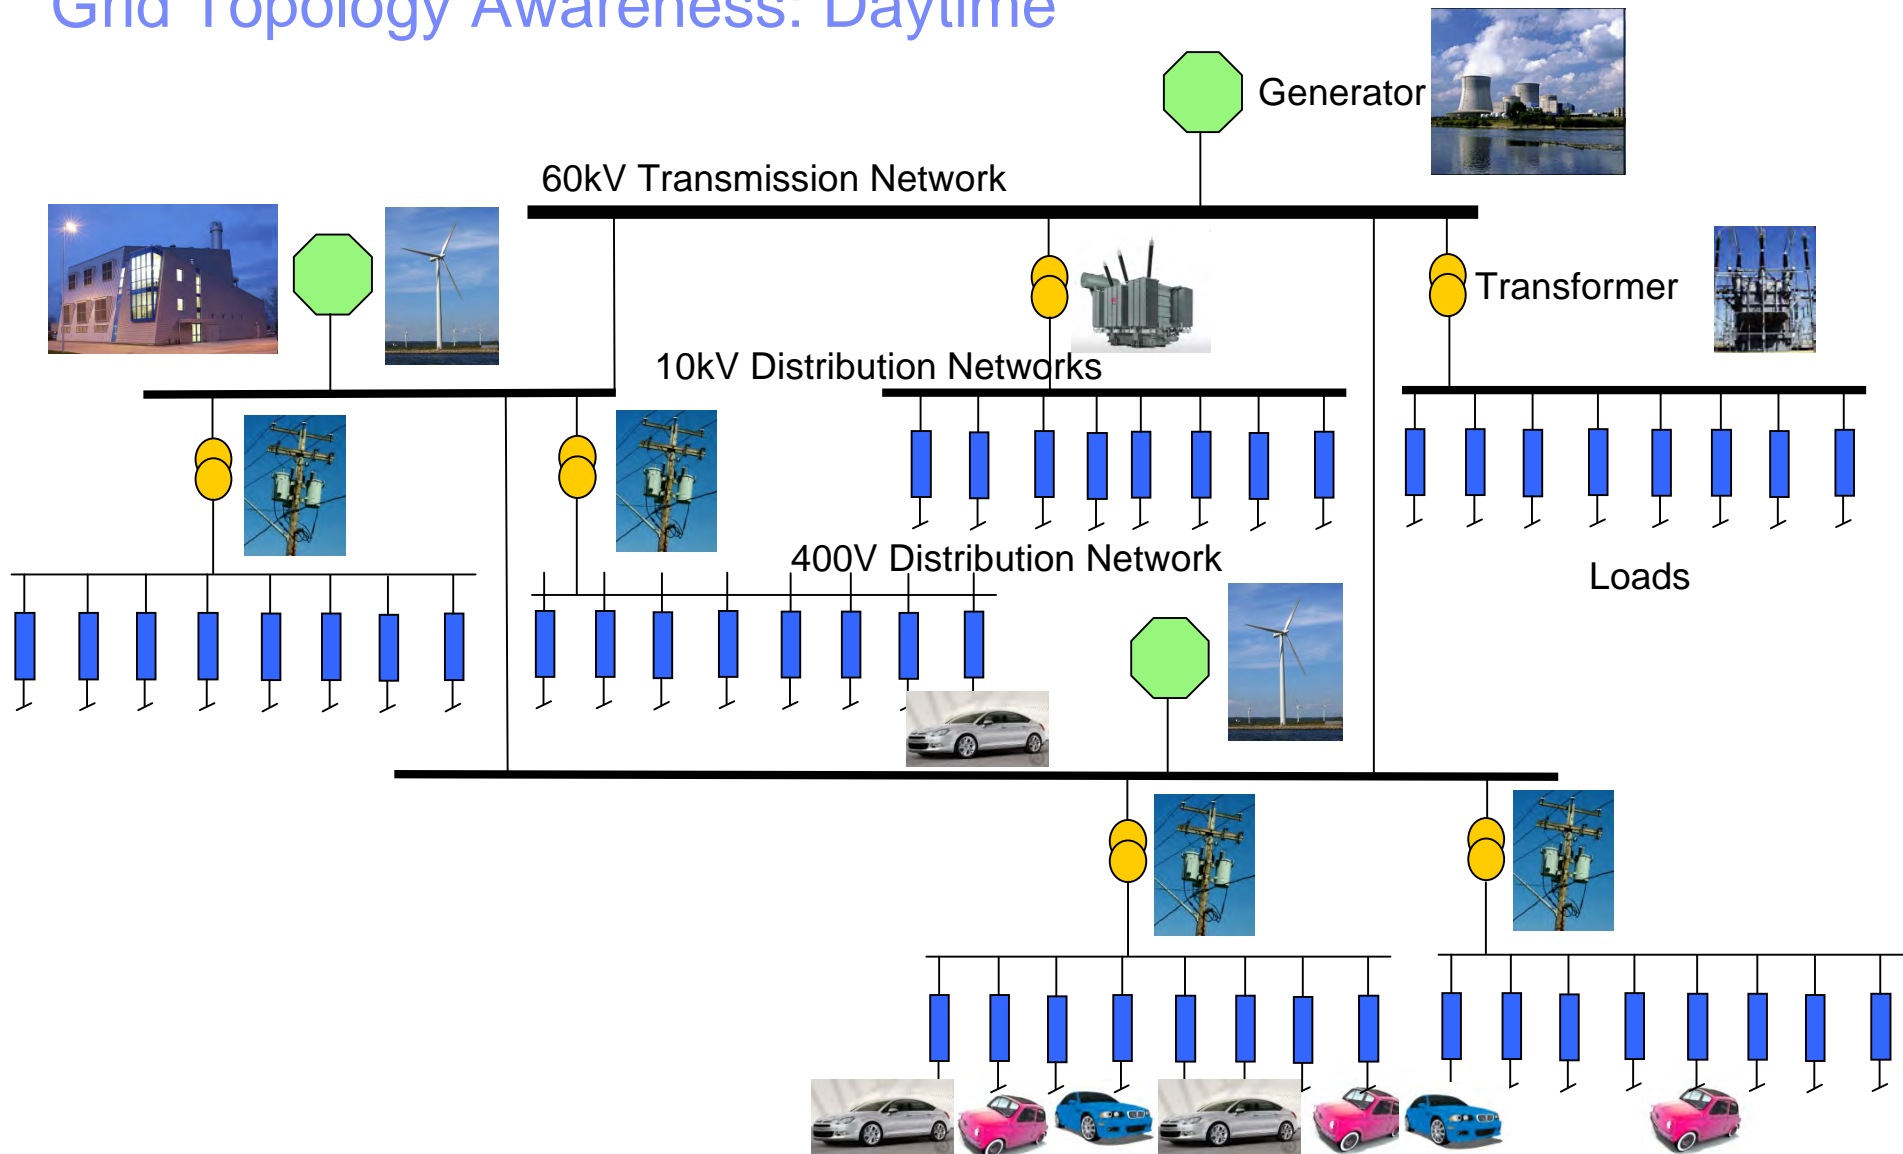 Grid Topology Awareness: Daytime
Generator
60kV Transmission Network
Transformer
10kV Distribution Networks
400V Distribution Network
Loads